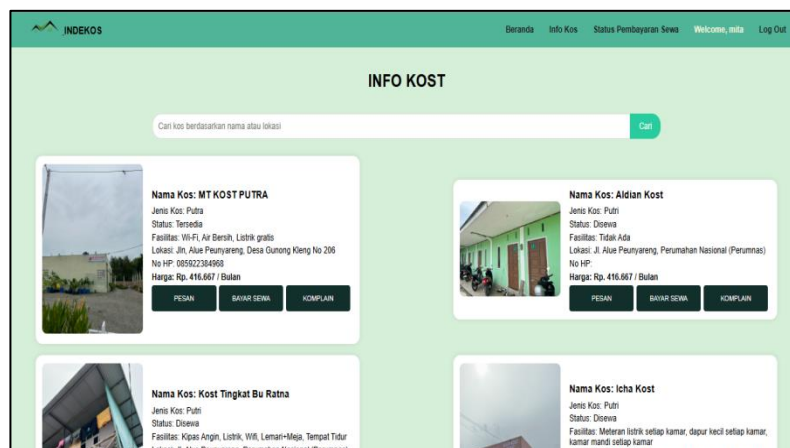 INDEKOS
Beranda Info Kos Status Pembayaran Sewa Welcome, mita Log Out
INFO KOST
Cari kos berdasarkan nama atau lokasi
Cari
Nama Kos: MT KOST PUTRA
Jenis Kos: Putra
Status: Tersedia
Fasilitas: Wi-Fi, Air Bersih, Listrik gratis
Lokasi: Jln, Alue Peunyareng, Desa Gunong Kleng No 206
No HP: 085922384968
Harga: Rp. 416.667 / Bulan
PESAN BAYAR SEWA KOMPLAIN
Nama Kos: Aldian Kost
Jenis Kos: Putri
Status: Disewa
Fasilitas: Tidak Ada
Lokasi: Jl. Alue Peunyareng, Perumahan Nasional (Perumnas)
No HP:
Harga: Rp. 416.667 / Bulan
PESAN BAYAR SEWA KOMPLAIN
Nama Kos: Kost Tingkat Bu Ratna
Jenis Kos: Putri
Status: Disewa
Fasilitas: Kipas Angin, Listrik, Wifi, Lemari+Meja, Tempat Tidur
Nama Kos: Icha Kost
Jenis Kos: Putri
Status: Disewa
Fasilitas: Meteran listrik setiap kamar, dapur kecil setiap kamar,
kamar mandi setiap kamar